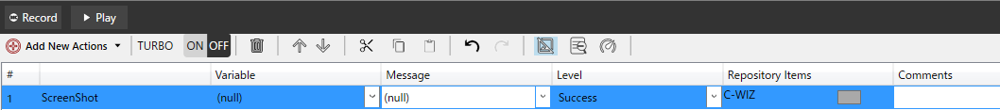 Record Play
Add New Actions TURBO ON OFF
# Variable Message Level Repository Items Comments
1 ScreenShot (null) (null) Success C-WIZ